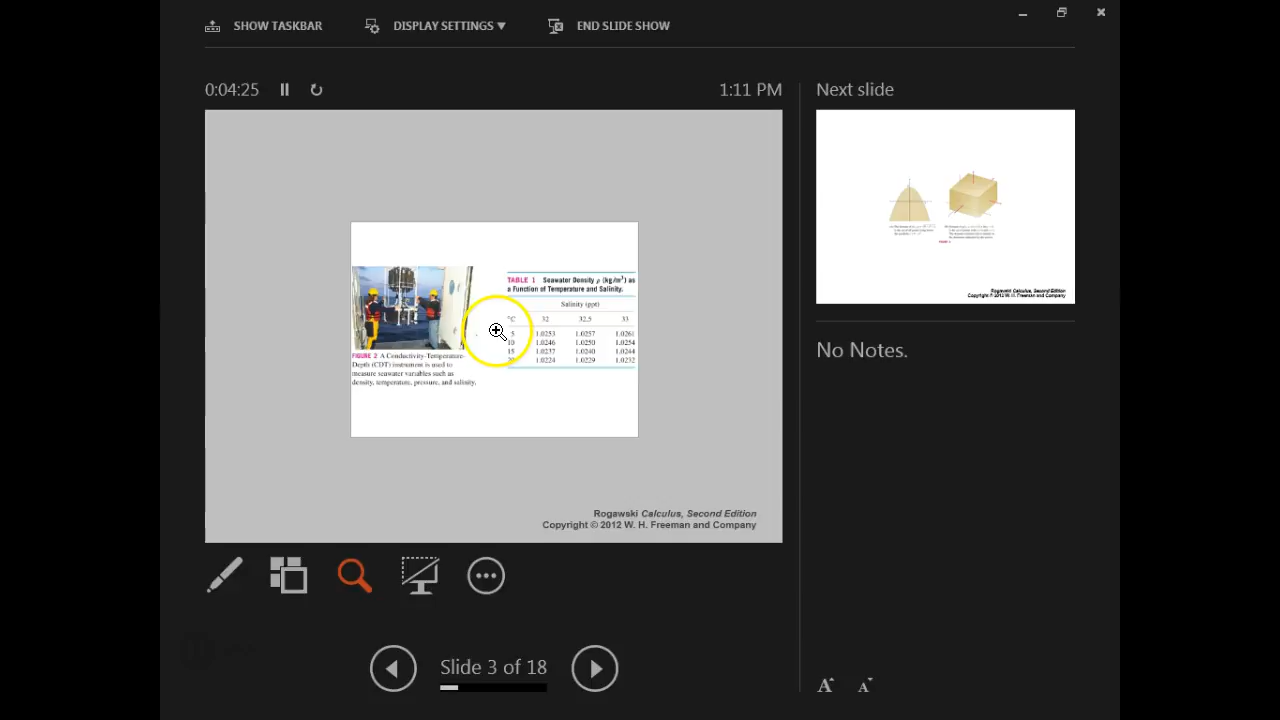 SHOW TASKBAR
DISPLAY SETTINGS ▼
END SLIDE SHOW
0:04:25
1:11 PM
Next slide
FIGURE 2 A Conductivity-Temperature-
Depth (CDT) instrument is used to
measure seawater variables such as
density, temperature, pressure, and salinity.
TABLE 1 Seawater Density ρ (kg/m³) as
a Function of Temperature and Salinity.
Salinity (ppt)
°C 32 32.5 33
5 1.0253 1.0257 1.0261
10 1.0246 1.0250 1.0254
15 1.0237 1.0240 1.0244
20 1.0224 1.0229 1.0232
Rogawski Calculus, Second Edition
Copyright © 2012 W. H. Freeman and Company
Rogawski Calculus, Second Edition
Copyright © 2012 W. H. Freeman and Company
No Notes.
Slide 3 of 18
A A